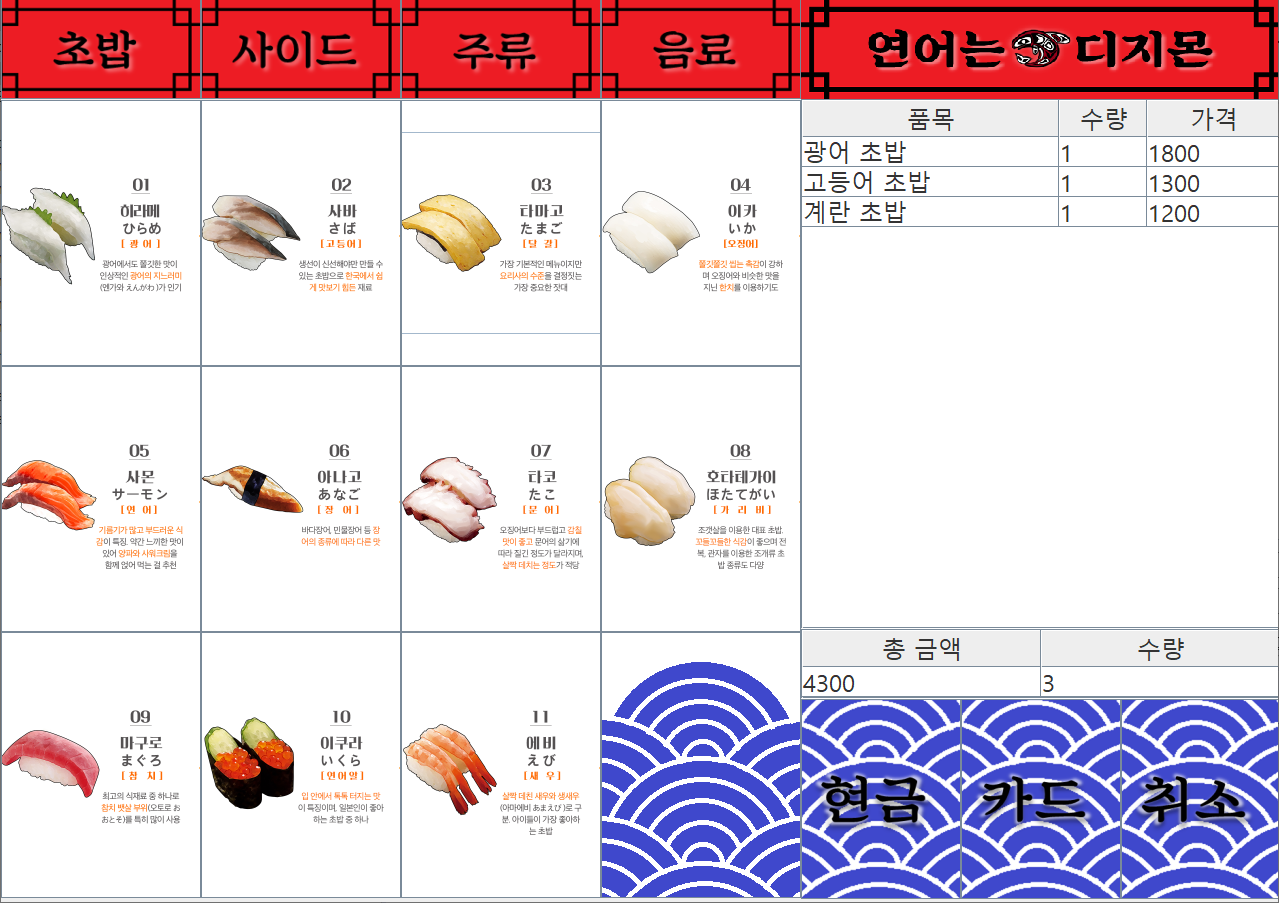 초밥
사이드
주류
음료
연어는 디지몬
01
히라메
ひらめ
[ 광 어 ]
광어에서도 쫄깃한 맛이
인상적인 광어의 지느러미
(엔가와 えんがわ)가 인기
02
사바
さば
[고등어]
생선이 신선해야만 만들 수
있는 초밥으로 한국에서 쉽
게 맛보기 힘든 재료
03
타마고
たまご
[달 걀]
가장 기본적인 메뉴이지만
요리사의 수준을 결정짓는
가장 중요한 잣대
04
이카
いか
[오징어]
쫄깃쫄깃 씹는 촉감이 강하
며 오징어와 비슷한 맛을
지닌 한치를 이용하기도
05
사몬
サーモン
[연 어]
기름기가 많고 부드러운 식
감이 특징. 약간 느끼한 맛이
있어 양파와 사워크림을
함께 얹어 먹는 걸 추천
06
아나고
あなご
[장 어]
바다장어, 민물장어 등 장
어의 종류에 따라 다른 맛
07
타코
たこ
[문 어]
오징어보다 부드럽고 감칠
맛이 좋고 문어의 삶기에
따라 질긴 정도가 달라지며,
살짝 데치는 정도가 적당
08
호타테가이
ほたてがい
[가 리 비]
조갯살을 이용한 대표 초밥.
꼬들꼬들한 식감이 좋으며 전
복, 관자를 이용한 조개류 초
밥 종류도 다양
09
마구로
まぐろ
[참 치]
최고의 식재료 중 하나로
참치 뱃살 부위(오토로 お
おとそ)를 특히 많이 사용
10
이쿠라
いくら
[연어알]
입 안에서 톡톡 터지는 맛
이 특징이며, 일본인이 좋아
하는 초밥 중 하나
11
에비
えび
[새 우]
살짝 데친 새우와 생새우
(아마에비 あまえび)로 구
분. 아이들이 가장 좋아하
는 초밥
품목 수량 가격
광어 초밥 1 1800
고등어 초밥 1 1300
계란 초밥 1 1200
총 금액 수량
4300 3
현금
카드
취소